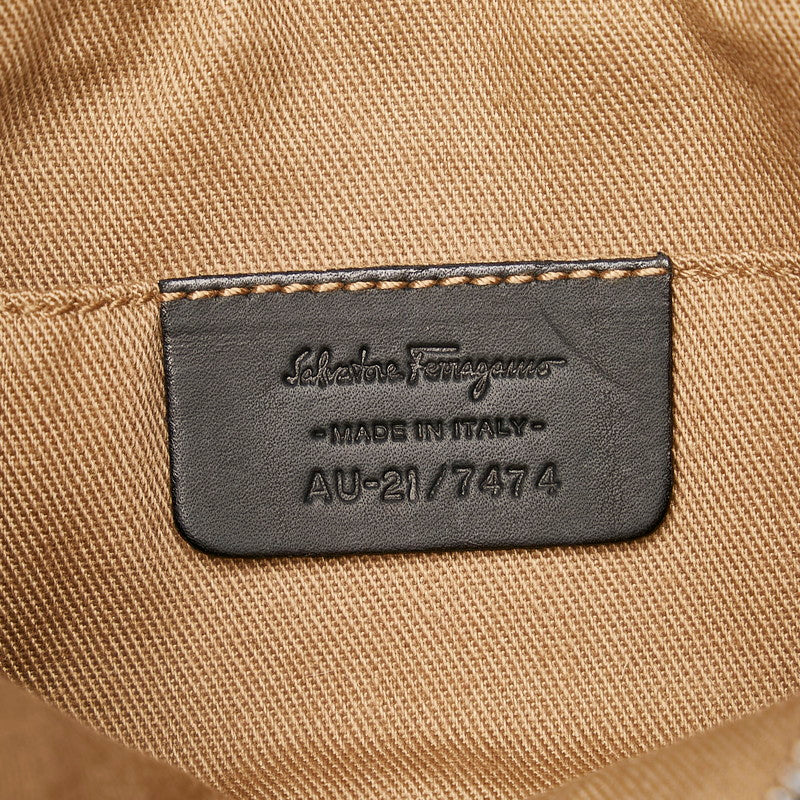 Salvatore Ferragamo
-MADE IN ITALY-
AU-21/7474